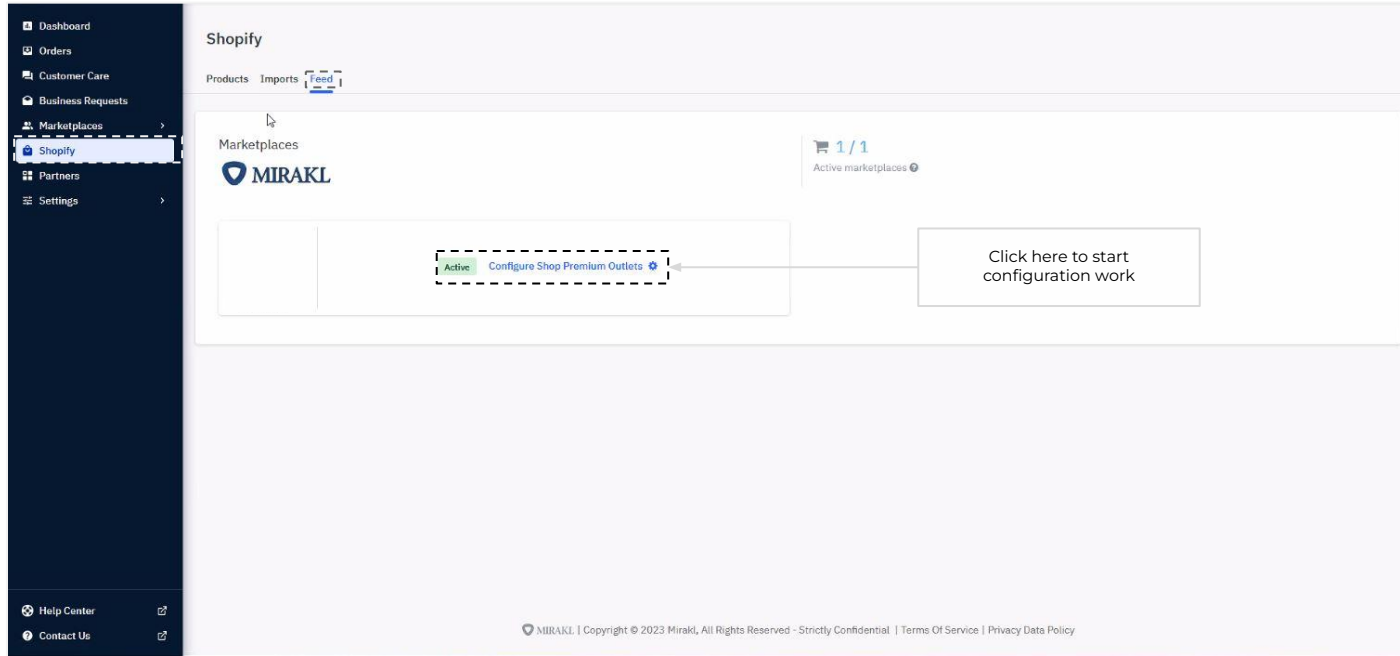 Dashboard
Orders
Customer Care
Business Requests
Marketplaces
Shopify
Partners
Settings
Help Center
Contact Us
Shopify
Products Imports Feed
Marketplaces
MIRAKL
1 / 1
Active marketplaces
Active Configure Shop Premium Outlets
Click here to start
configuration work
MIRAKL | Copyright © 2023 Mirakl, All Rights Reserved - Strictly Confidential | Terms Of Service | Privacy Data Policy